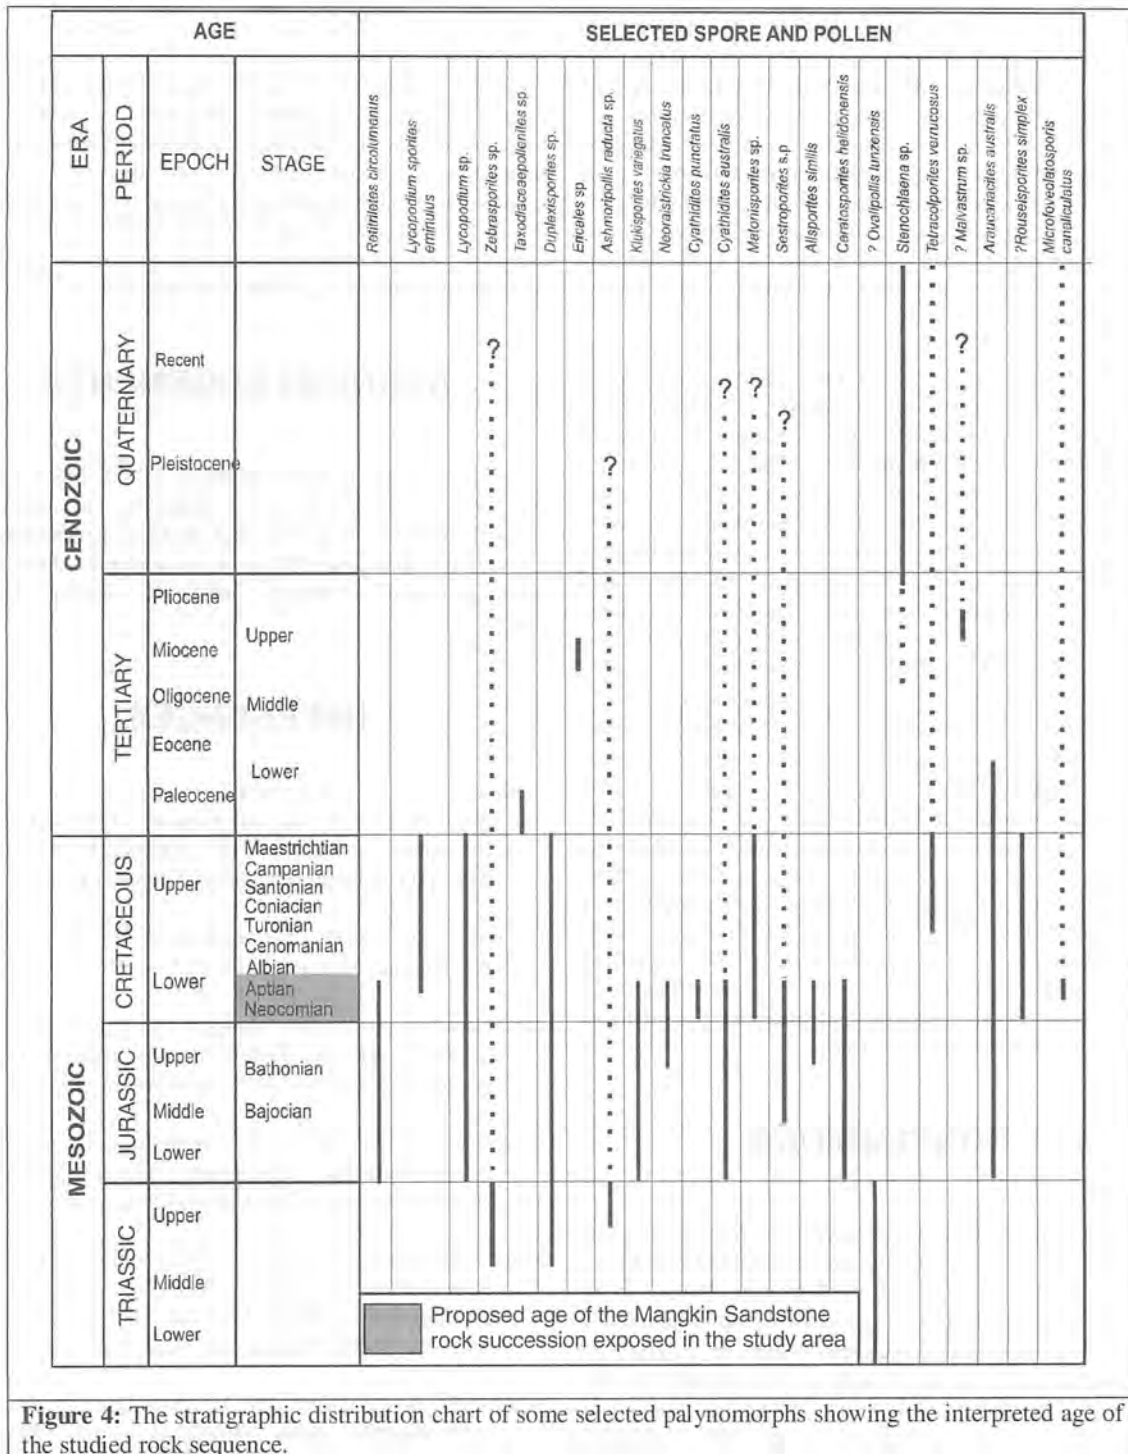 AGE
SELECTED SPORE AND POLLEN
ERA
PERIOD
EPOCH
STAGE
Retitriletes circolumenus
Lycopodium sporites
eminulus
Lycopodium sp.
Zebrasporites sp.
Taxodiaceaepollenites sp.
Duplexisporites sp.
Ericales sp.
Ashmoripollis raducta sp.
Klukisporites variegatus
Neoraistrickia truncatus
Cyathidites punctatus
Cyathidites australis
Matonisporites sp.
Sestroporites s.p
Alisporites similis
Caratosporites helidonensis
? Ovalipollis lunzensis
Stenochlaena sp.
Tetracolporites verrucosus
? Malvastrum sp.
Araucariacites australis
?Rouseisporites simplex
Microfoveolatosporis
canaliculatus
CENOZOIC
QUATERNARY
Recent
Pleistocene
? ? ? ? ? ?
TERTIARY
Pliocene
Miocene
Oligocene
Eocene
Paleocene
Upper
Middle
Lower
MESOZOIC
CRETACEOUS
Upper
Lower
Maestrichtian
Campanian
Santonian
Coniacian
Turonian
Cenomanian
Albian
Aptian
Neocomian
JURASSIC
Upper
Middle
Lower
Bathonian
Bajocian
TRIASSIC
Upper
Middle
Lower
Proposed age of the Mangkin Sandstone
rock succession exposed in the study area
Figure 4: The stratigraphic distribution chart of some selected palynomorphs showing the interpreted age of
the studied rock sequence.